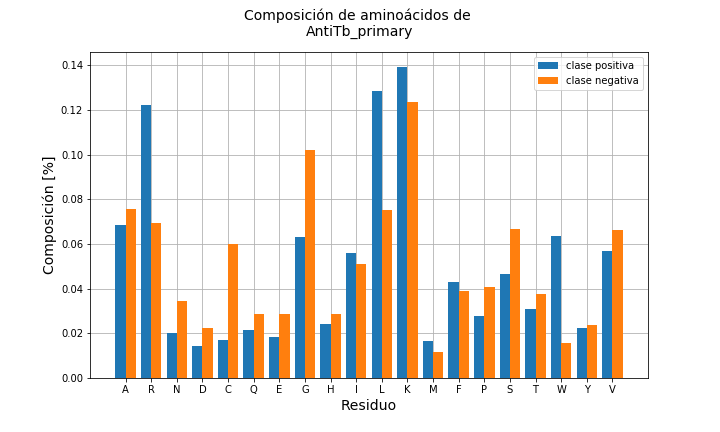 Composición de aminoácidos de
AntiTb_primary
clase positiva
clase negativa
Composición [%]
0.14
0.12
0.10
0.08
0.06
0.04
0.02
0.00
A R N D C Q E G H I L K M F P S T W Y V
Residuo